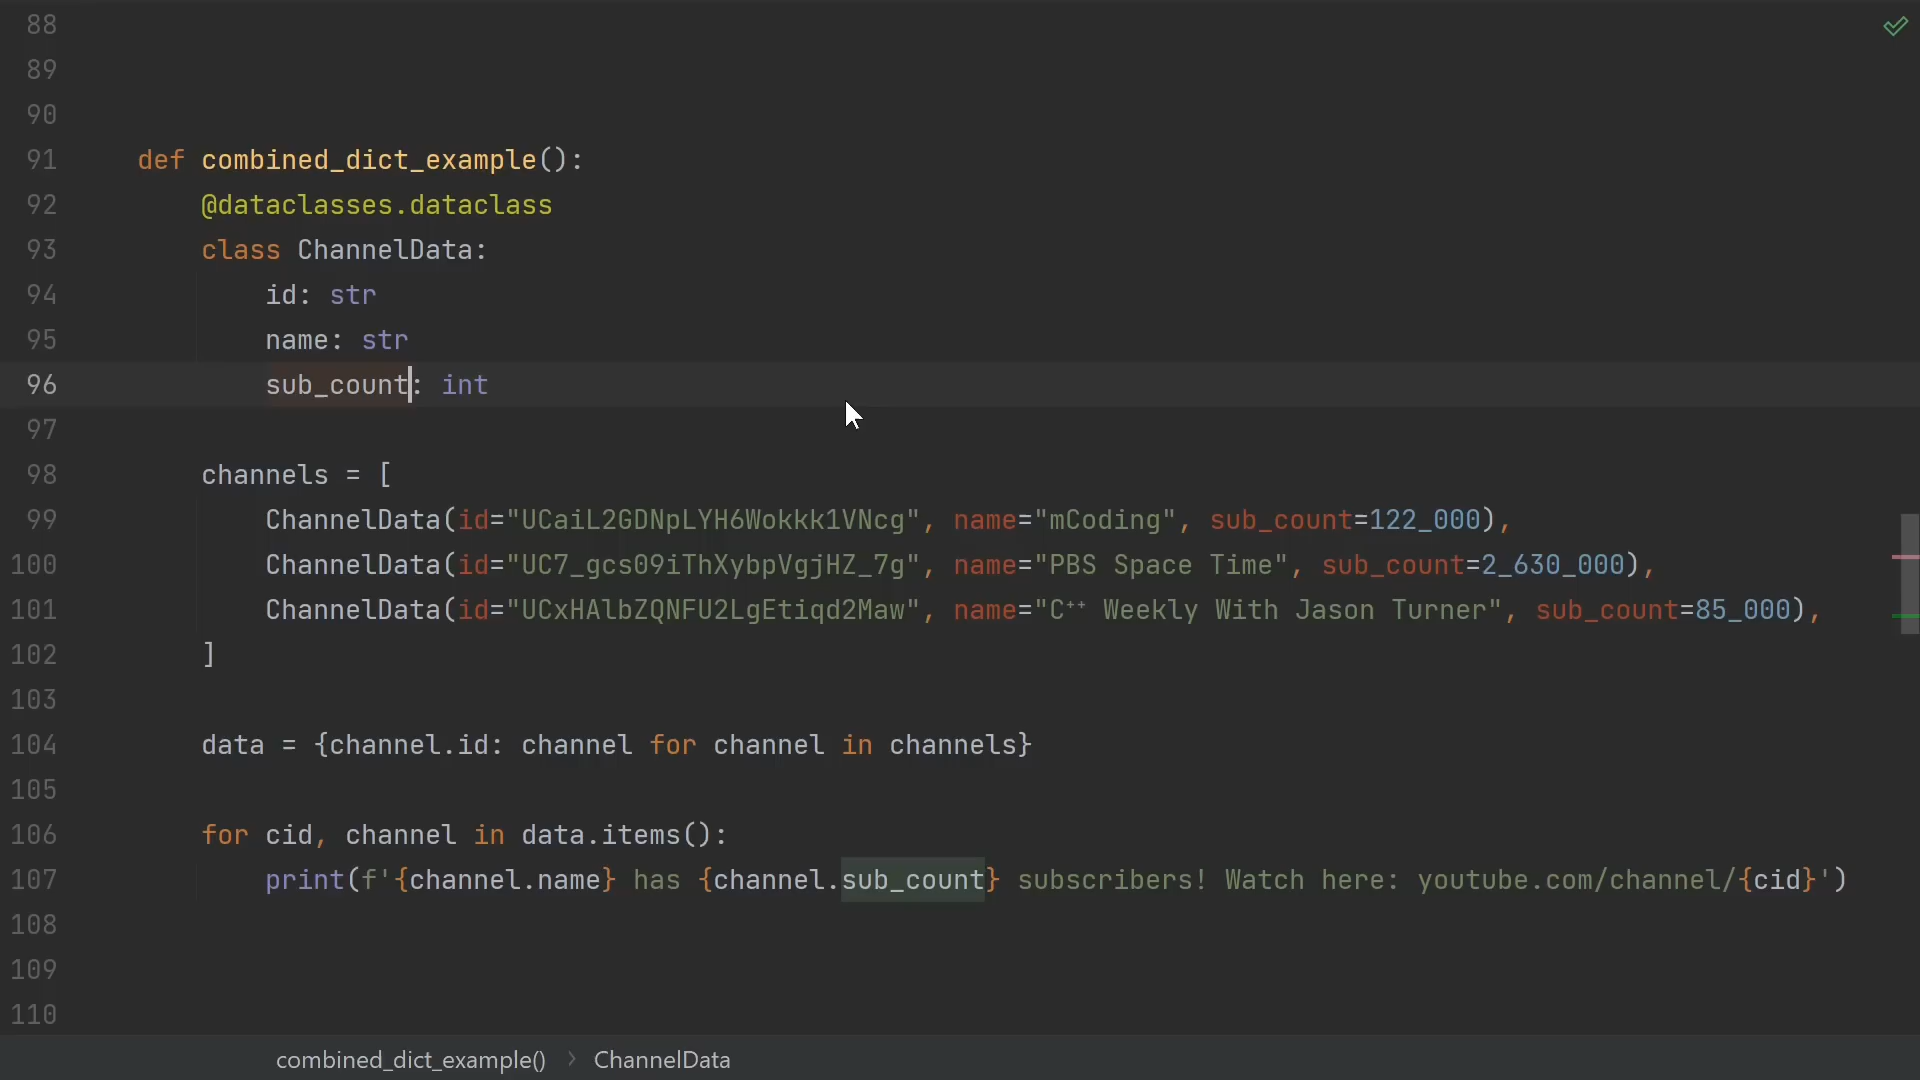 88
89
90
91 def combined_dict_example():
92 @dataclasses.dataclass
93 class ChannelData:
94 id: str
95 name: str
96 sub_count: int
97
98 channels = [
99 ChannelData(id="UCaiL2GDNpLYH6Wokkk1VNcg", name="mCoding", sub_count=122_000),
100 ChannelData(id="UC7_gcs09iThXybpVgjHZ_7g", name="PBS Space Time", sub_count=2_630_000),
101 ChannelData(id="UCxHAlbZQNFU2LgEtiqd2Maw", name="C++ Weekly With Jason Turner", sub_count=85_000),
102 ]
103
104 data = {channel.id: channel for channel in channels}
105
106 for cid, channel in data.items():
107 print(f'{channel.name} has {channel.sub_count} subscribers! Watch here: youtube.com/channel/{cid}')
108
109
110
combined_dict_example() > ChannelData